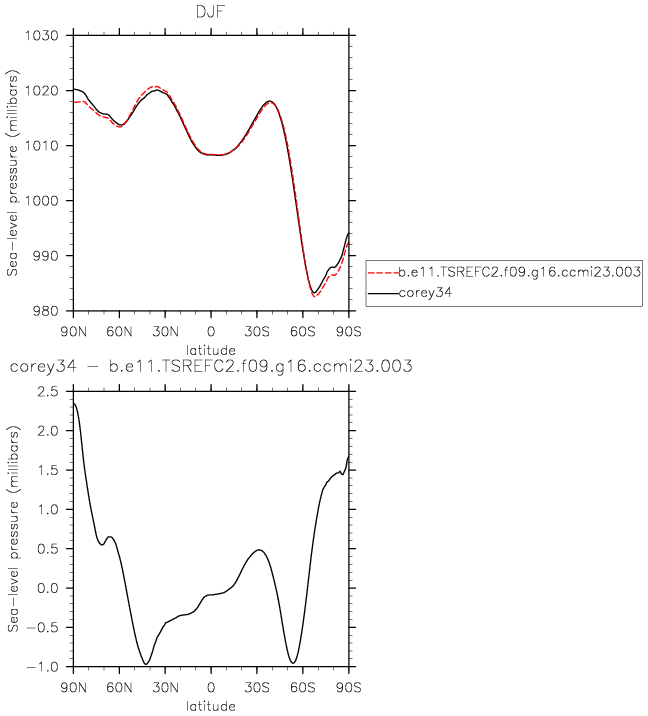 DJF
1030
1020
1010
1000
990
980
Sea-level pressure (millibars)
90N 60N 30N 0 30S 60S 90S
latitude
b.e11.TSREFC2.f09.g16.ccmi23.003
corey34
corey34 - b.e11.TSREFC2.f09.g16.ccmi23.003
2.5
2.0
1.5
1.0
0.5
0.0
-0.5
-1.0
Sea-level pressure (millibars)
90N 60N 30N 0 30S 60S 90S
latitude